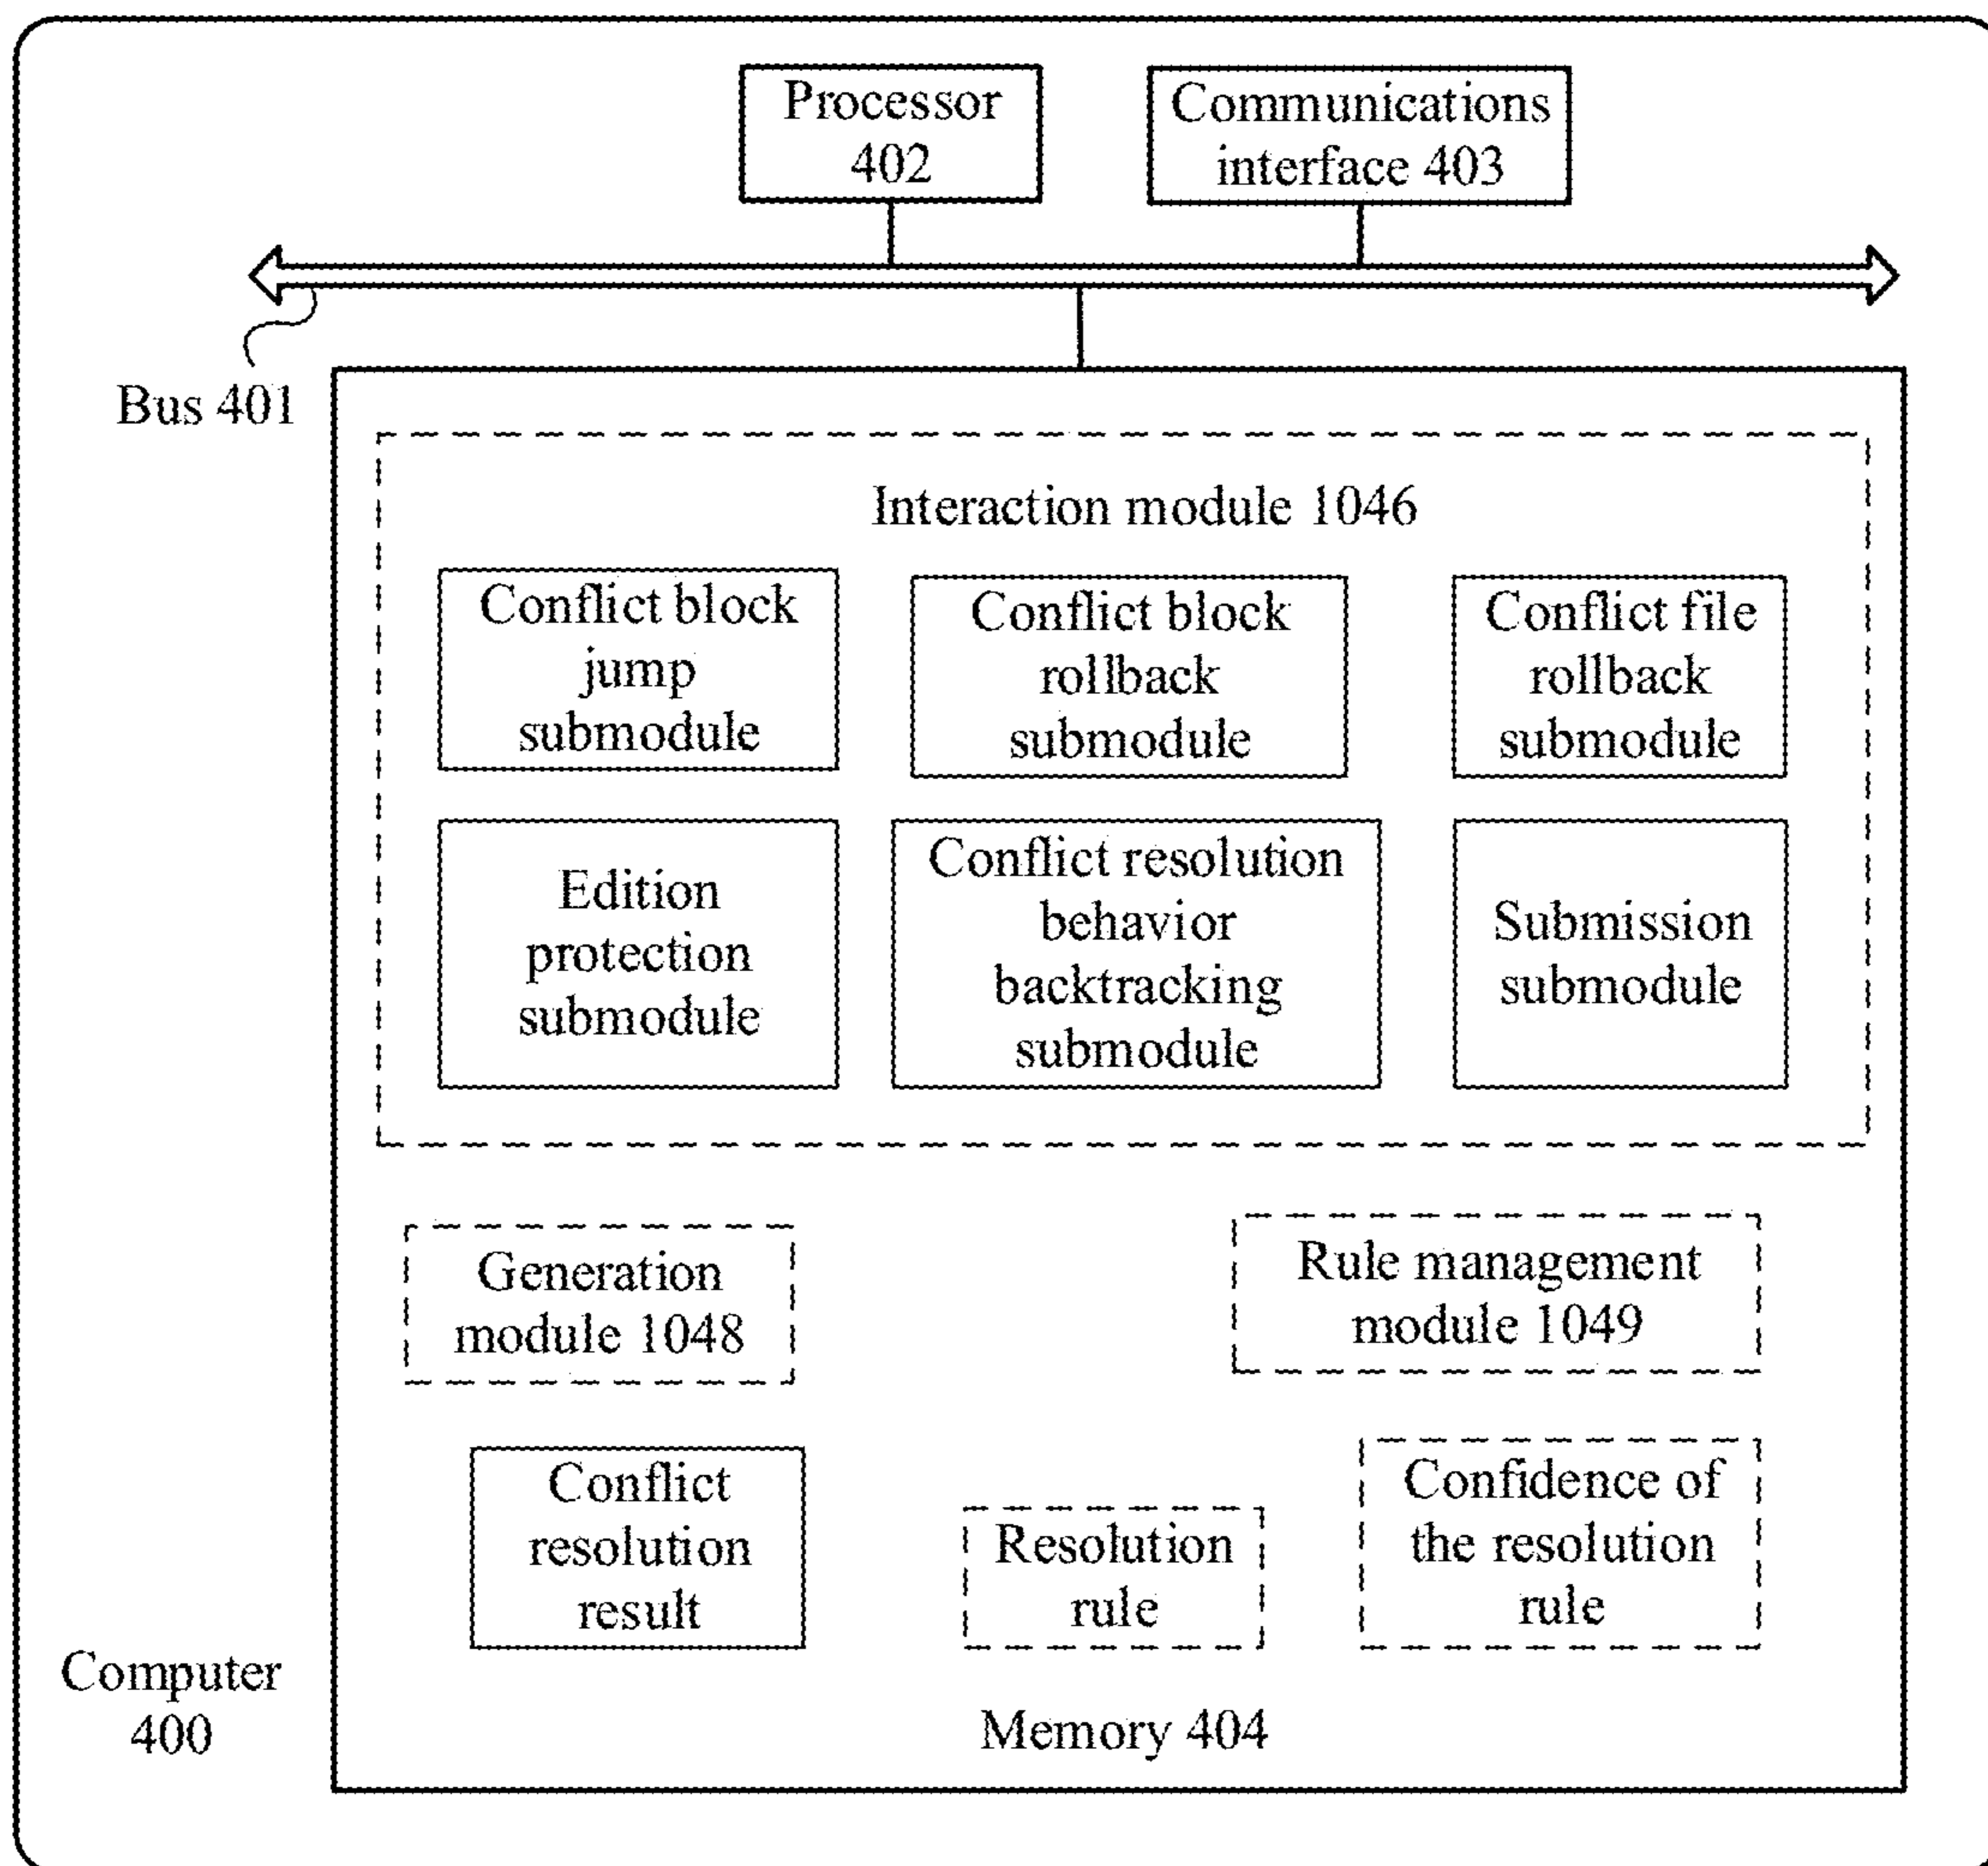 Processor
402
Communications
interface 403
Bus 401
Interaction module 1046
Conflict block
jump
submodule
Conflict block
rollback
submodule
Conflict file
rollback
submodule
Edition
protection
submodule
Conflict resolution
behavior
backtracking
submodule
Submission
submodule
Generation
module 1048
Rule management
module 1049
Conflict
resolution
result
Resolution
rule
Confidence of
the resolution
rule
Computer
400
Memory 404